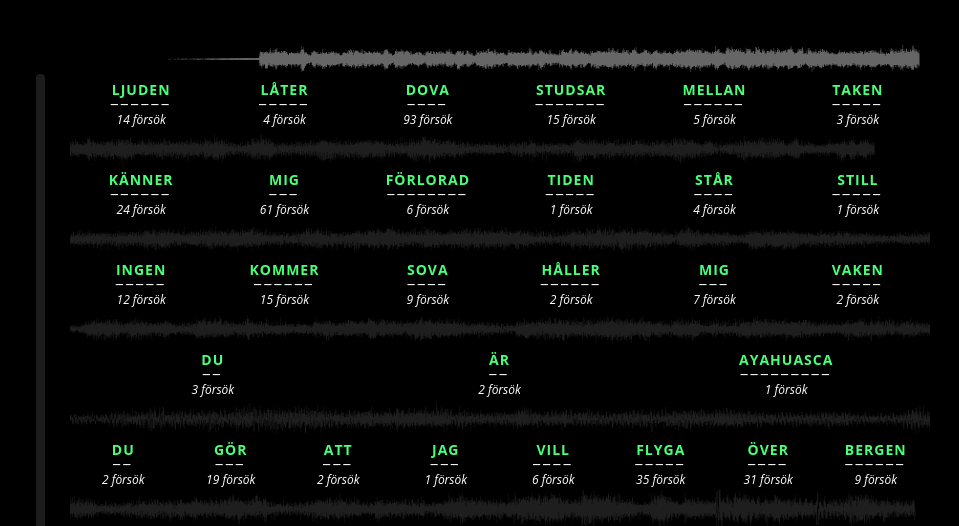 LJUDEN LÅTER DOVA STUDSAR MELLAN TAKEN
14 försök 4 försök 93 försök 15 försök 5 försök 3 försök
KÄNNER MIG FÖRLORAD TIDEN STÅR STILL
24 försök 61 försök 6 försök 1 försök 4 försök 1 försök
INGEN KOMMER SOVA HÅLLER MIG VAKEN
12 försök 15 försök 9 försök 2 försök 7 försök 2 försök
DU ÄR AYAHUASCA
3 försök 2 försök 1 försök
DU GÖR ATT JAG VILL FLYGA ÖVER BERGEN
2 försök 19 försök 2 försök 1 försök 6 försök 35 försök 31 försök 9 försök